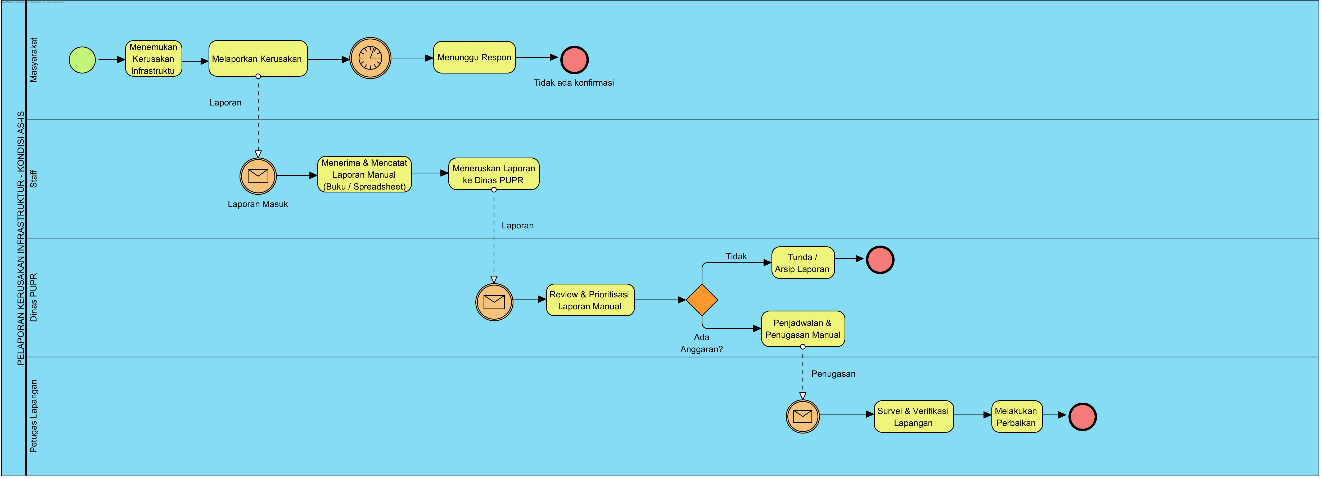 PELAPORAN KERUSAKAN INFRASTRUKTUR - KONDISI AS-IS
Masyarakat
Menemukan
Kerusakan
Infrastruktu
Melaporkan Kerusakan
Menunggu Respon
Tidak ada konfirmasi
Laporan
Staff
Laporan Masuk
Menerima & Mencatat
Laporan Manual
(Buku / Spreadsheet)
Meneruskan Laporan
ke Dinas PUPR
Laporan
Dinas PUPR
Review & Prioritisasi
Laporan Manual
Ada
Anggaran?
Tidak
Tunda /
Arsip Laporan
Penjadwalan &
Penugasan Manual
Penugasan
Petugas Lapangan
Survei & Verifikasi
Lapangan
Melakukan
Perbaikan